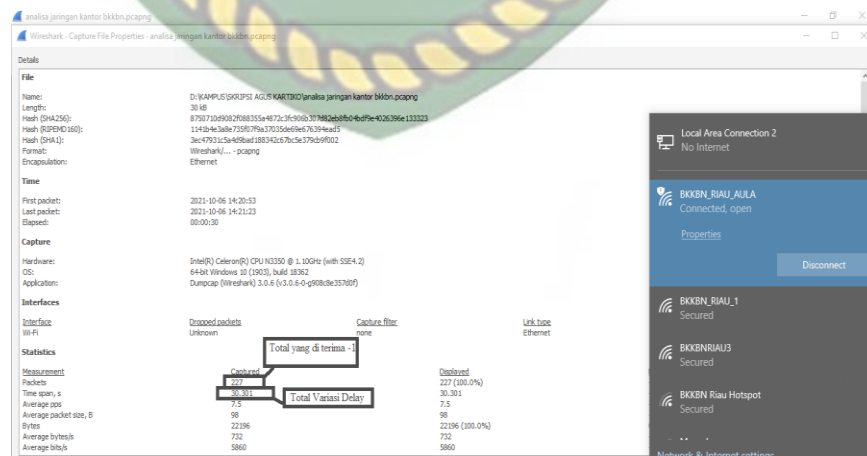 analisa jaringan kantor bkkbn.pcapng
Wireshark - Capture File Properties - analisa jaringan kantor bkkbn.pcapng
Details
File
Name: D:\KAMPUS\SKRIPSI AGUS KARTIKO\analisa jaringan kantor bkkbn.pcapng
Length: 30 kB
Hash (SHA256):
Hash (RIPEMD160):
Hash (SHA1):
Format: Wireshark/... - pcapng
Encapsulation: Ethernet
Time
First packet: 2021-10-06 14:20:53
Last packet: 2021-10-06 14:21:23
Elapsed: 00:00:30
Capture
Hardware: Intel(R) Celeron(R) CPU N3350 @ 1.10GHz (with SSE4.2)
OS: 64-bit Windows 10 (1903), build 18362
Application: Dumpcap (Wireshark) 3.0.6 (v3.0.6-0-g908c8e357d0f)
Interfaces
Interface Dropped packets Capture filter Link type
Wi-Fi Unknown none Ethernet
Total yang di terima -1
Statistics
Measurement Captured Displayed
Packets 227 227 (100.0%)
Time span, s 30.301 30.301
Total Variasi Delay
Average pps 7.5 7.5
Average packet size, B 98 98
Bytes 22196 22196 (100.0%)
Average bytes/s 732 732
Average bits/s 5860 5860
Local Area Connection 2
No Internet
BKKBN_RIAU_AULA
Connected, open
Properties
Disconnect
BKKBN_RIAU_1
Secured
BKKBNRIAU3
Secured
BKKBN Riau Hotspot
Secured
Network & Internet settings